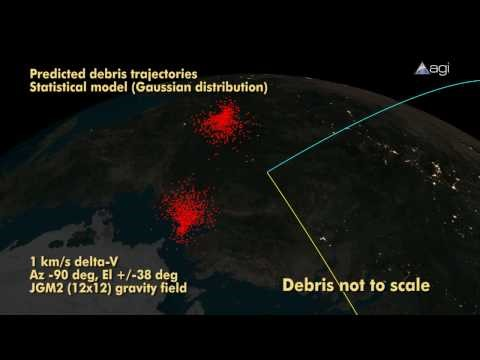 agi
Predicted debris trajectories
Statistical model (Gaussian distribution)
1 km/s delta-V
Az -90 deg, El +/-38 deg
JGM2 (12x12) gravity field
Debris not to scale